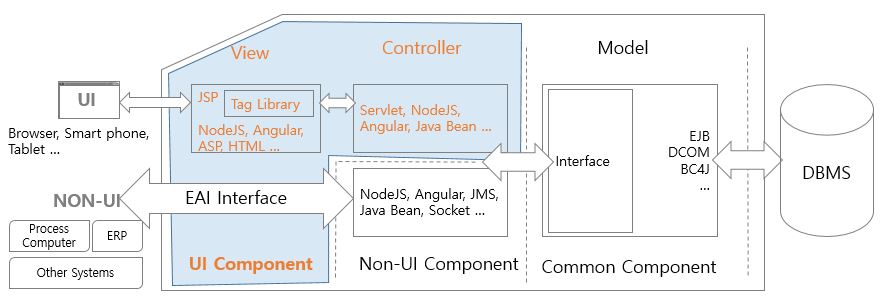 View
Controller
Model
UI
JSP
Tag Library
NodeJS, Angular,
ASP, HTML ...
Servlet, NodeJS,
Angular, Java Bean ...
Browser, Smart phone,
Tablet ...
Interface
EJB
DCOM
BC4J
...
DBMS
NON-UI
EAI Interface
NodeJS, Angular, JMS,
Java Bean, Socket ...
Process
Computer
ERP
Other Systems
UI Component
Non-UI Component
Common Component